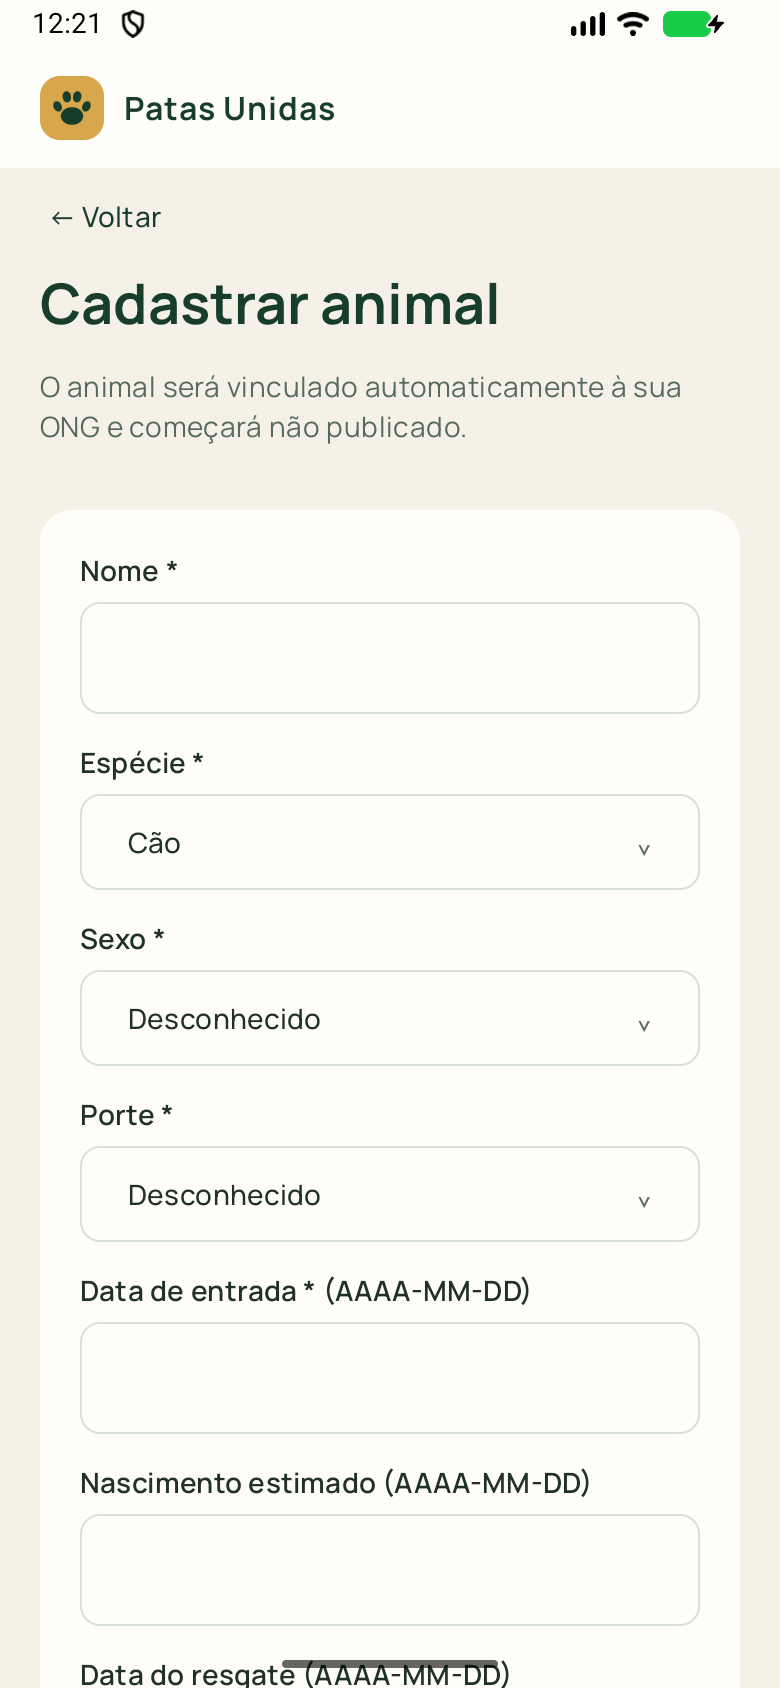 12:21
Patas Unidas
← Voltar
Cadastrar animal
O animal será vinculado automaticamente à sua
ONG e começará não publicado.
Nome *
Espécie *
Cão
Sexo *
Desconhecido
Porte *
Desconhecido
Data de entrada * (AAAA-MM-DD)
Nascimento estimado (AAAA-MM-DD)
Data do resgate (AAAA-MM-DD)